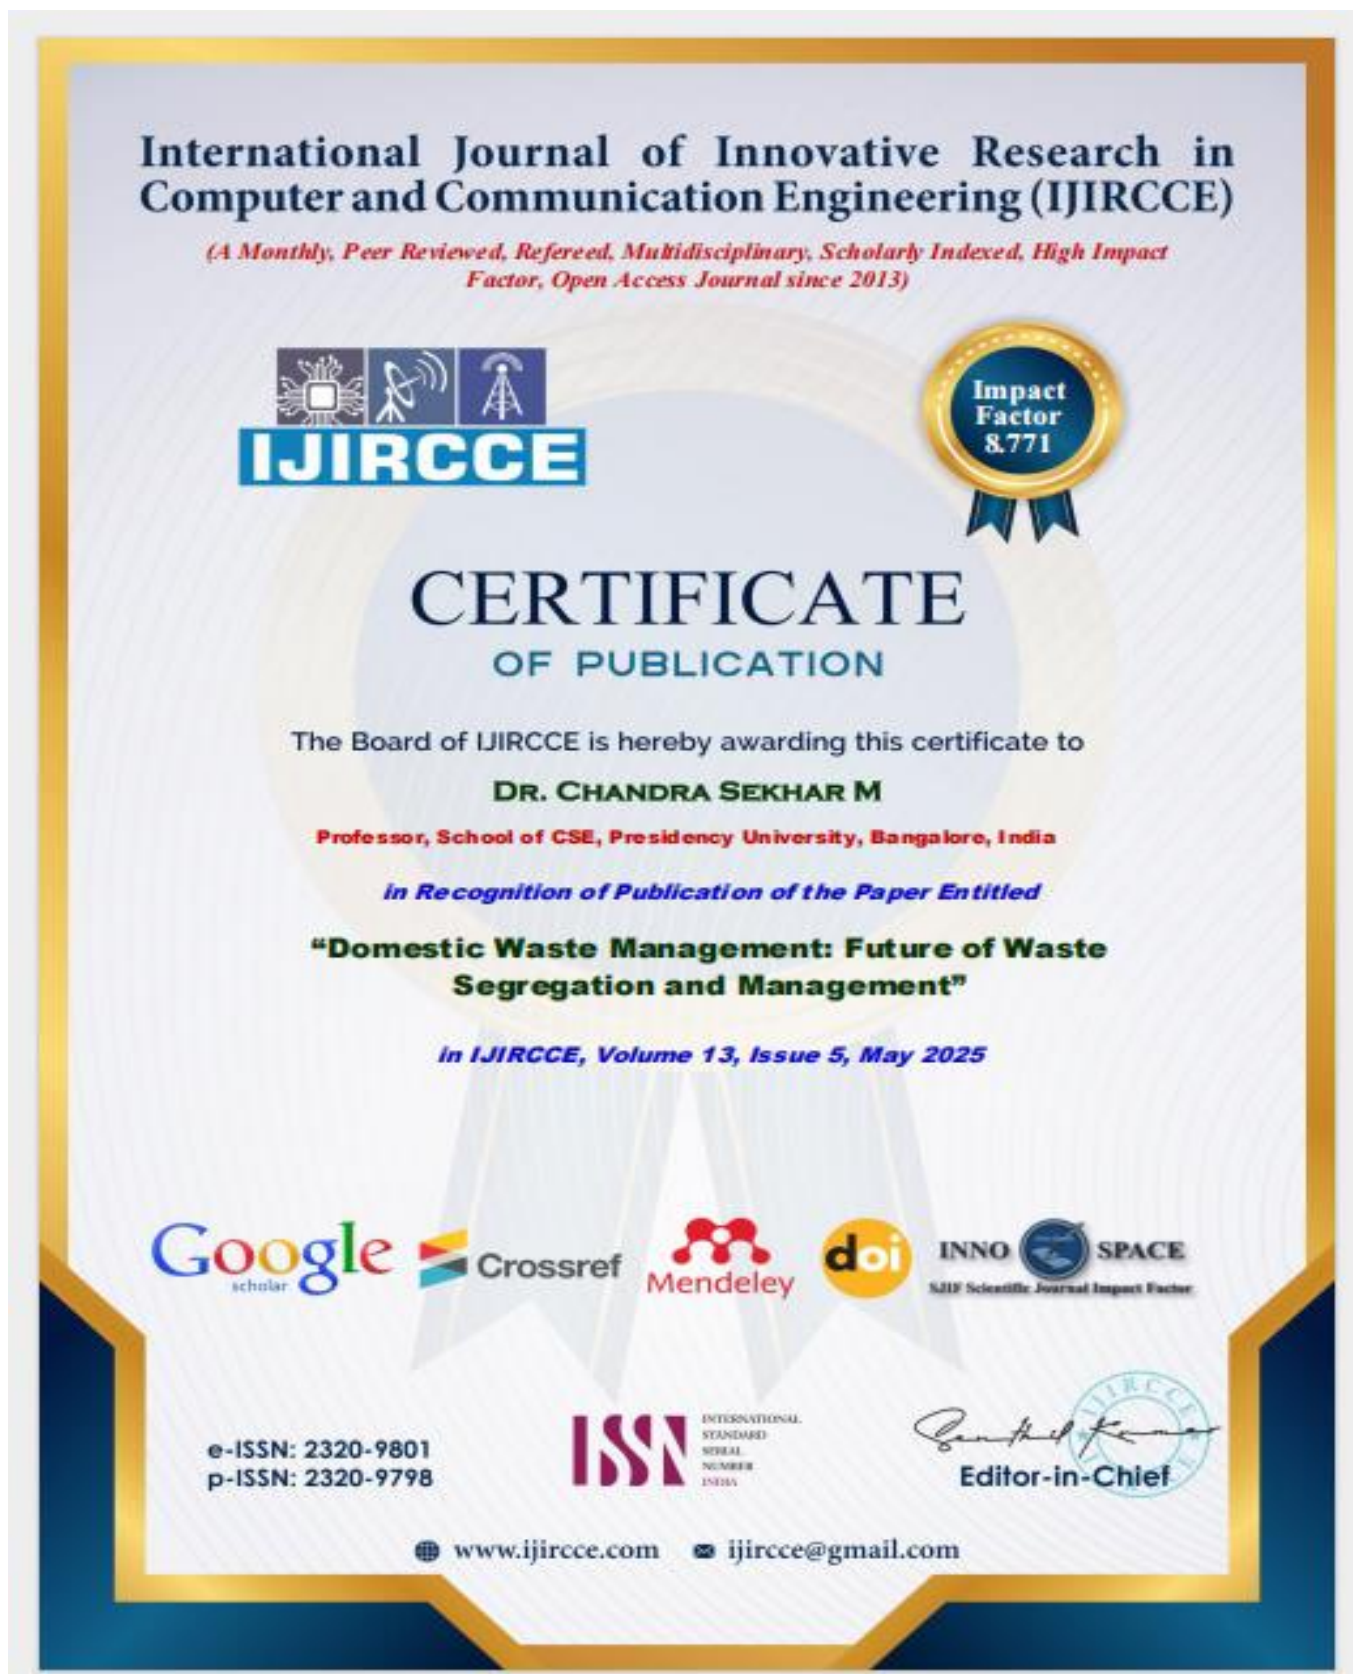 International Journal of Innovative Research in
Computer and Communication Engineering (IJIRCCE)
(A Monthly, Peer Reviewed, Refereed, Multidisciplinary, Scholarly Indexed, High Impact
Factor, Open Access Journal since 2013)
IJIRCCE
Impact
Factor
8.771
CERTIFICATE
OF PUBLICATION
The Board of IJIRCCE is hereby awarding this certificate to
DR. CHANDRA SEKHAR M
Professor, School of CSE, Presidency University, Bangalore, India
in Recognition of Publication of the Paper Entitled
“Domestic Waste Management: Future of Waste
Segregation and Management”
in IJIRCCE, Volume 13, Issue 5, May 2025
Google
scholar
Crossref
Mendeley
doi
INNO SPACE
SJIF Scientific Journal Impact Factor
e-ISSN: 2320-9801
p-ISSN: 2320-9798
ISSN
INTERNATIONAL
STANDARD
SERIAL
NUMBER
INDIA
IJIRCCE
Senthil Kumar
Editor-in-Chief
www.ijircce.com ijircce@gmail.com